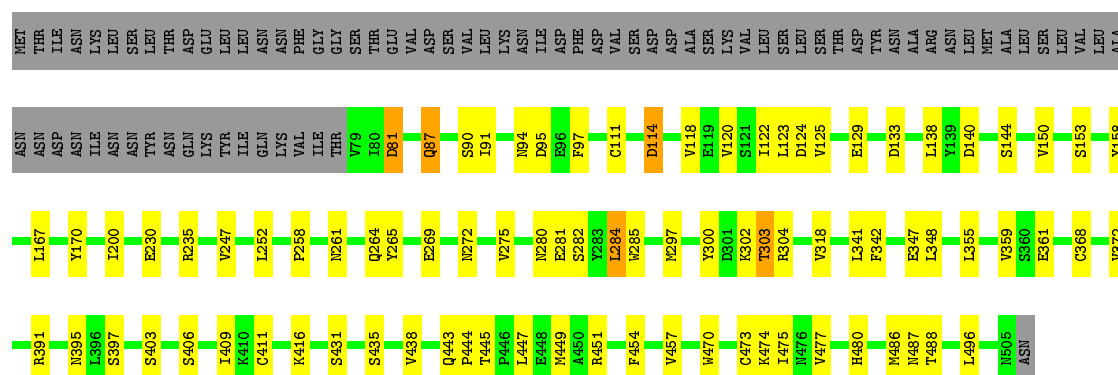 MET THR ILE ASN LYS LEU SER LEU THR ASP GLU LEU LEU ASN ASN PHE GLY GLY SER THR GLU VAL ASP SER VAL LEU LYS ASN ILE ASP PHE ASP VAL SER ASP ASP ALA SER LYS VAL LEU SER LEU SER THR ASP TYR ASN ALA ARG ASN LEU MET ALA LEU SER LEU VAL LEU ALA
ASN ASN ASP ASN ILE ASN ASN TYR ASN GLN LYS TYR ILE GLN LYS VAL ILE THR V79 I80 D81 Q87 S90 I91 N94 D95 E96 F97 C111 D114 V118 E119 V120 S121 I122 L123 D124 V125 E129 D133 L138 Y139 D140 S144 V150 S153 Y158
L167 Y170 I200 E230 R235 V247 L252 P258 N261 Q264 Y265 E269 N272 V275 N280 E281 S282 Y283 L284 W285 M297 Y300 D301 K302 T303 R304 V318 L341 F342 E347 L348 I355 V359 S360 E361 C368
R391 N395 L396 S397 S403 S406 I409 K410 C411 K416 S431 S435 V438 Q443 P444 T445 P446 L447 E448 M449 A450 R451 F454 V457 W470 C473 K474 I475 N476 V477 H480 M486 N487 T488 L496 N505 ASN